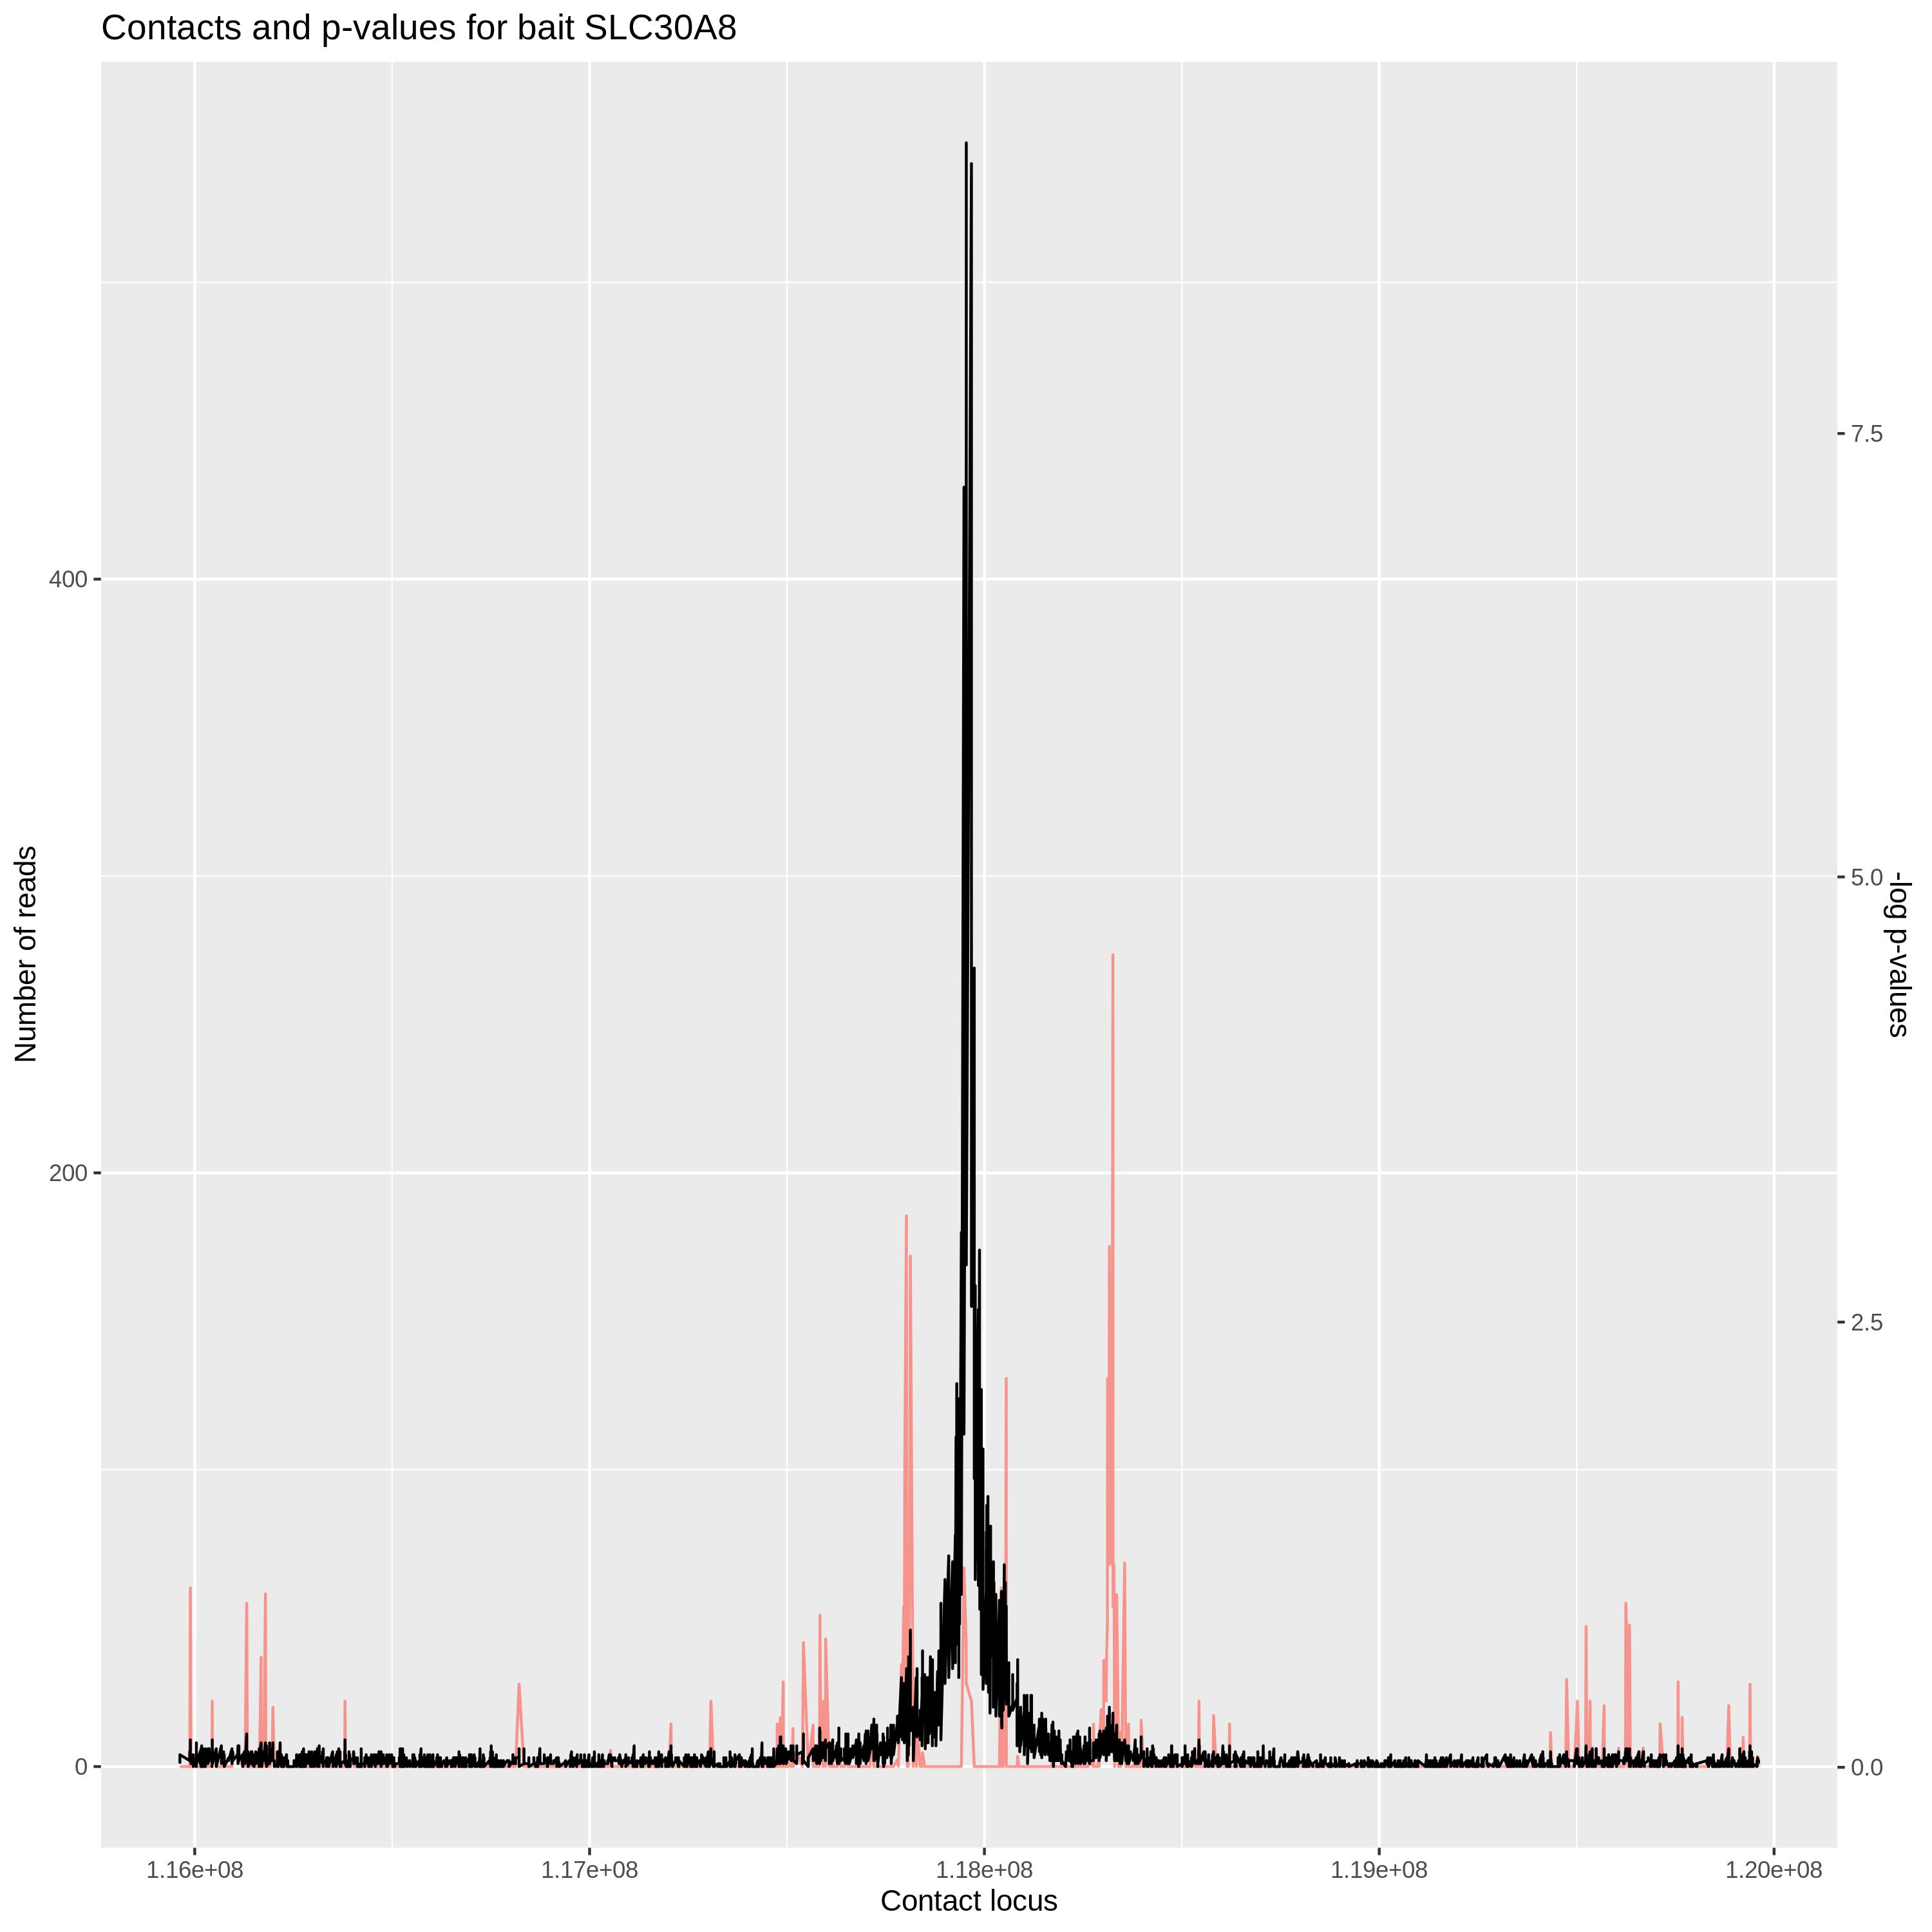 Contacts and p-values for bait SLC30A8
Number of reads
400
200
0
7.5
5.0
2.5
0.0
-log p-values
1.16e+08
1.17e+08
1.18e+08
1.19e+08
1.20e+08
Contact locus